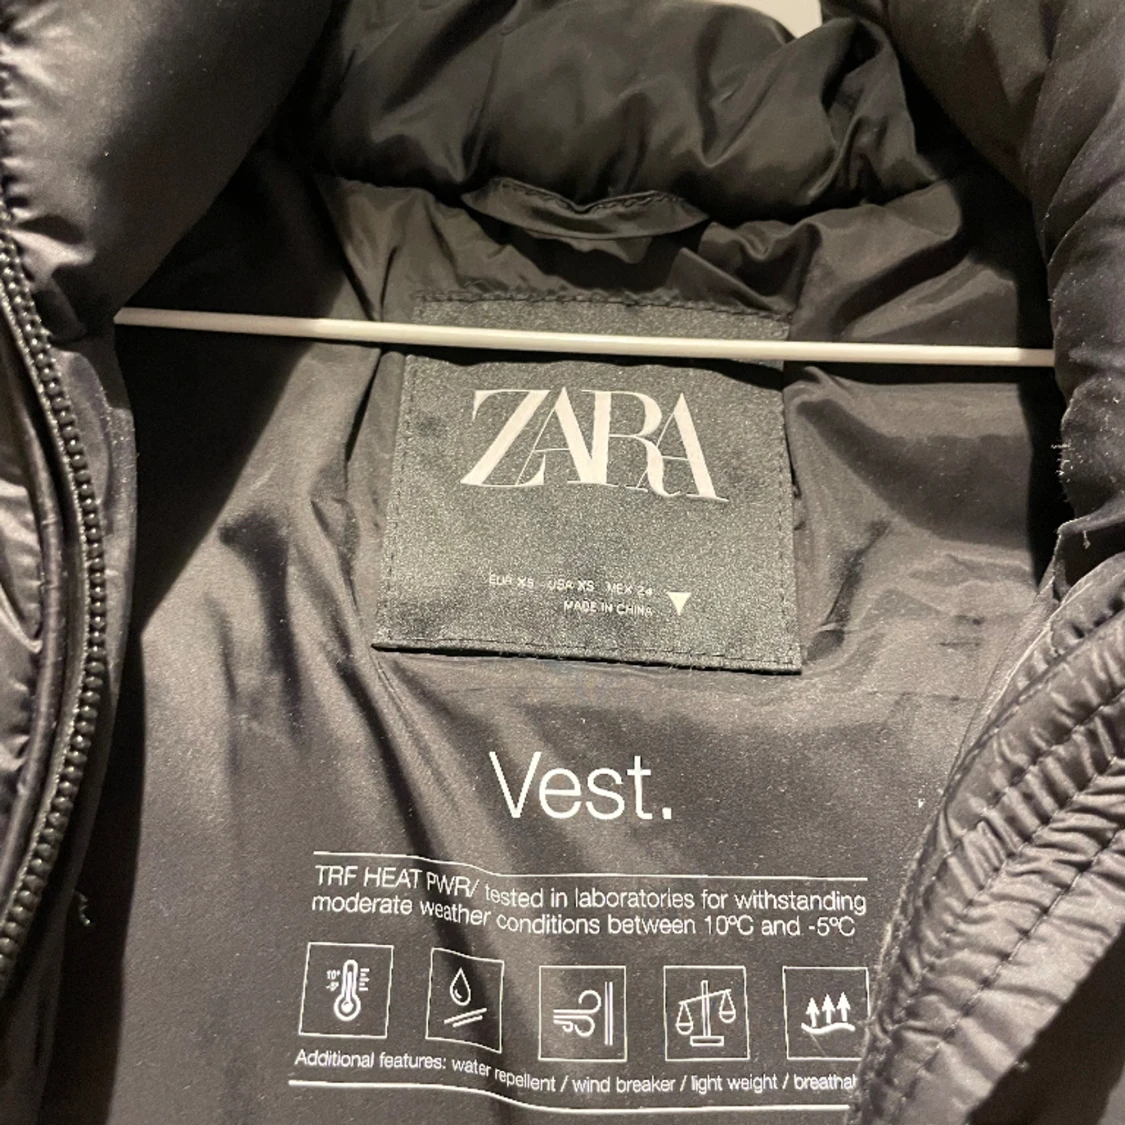 ZARA
EUR XS USA XS MEX 24
MADE IN CHINA
Vest.
TRF HEAT PWR/ tested in laboratories for withstanding
moderate weather conditions between 10ºC and -5ºC
Additional features: water repellent / wind breaker / light weight /